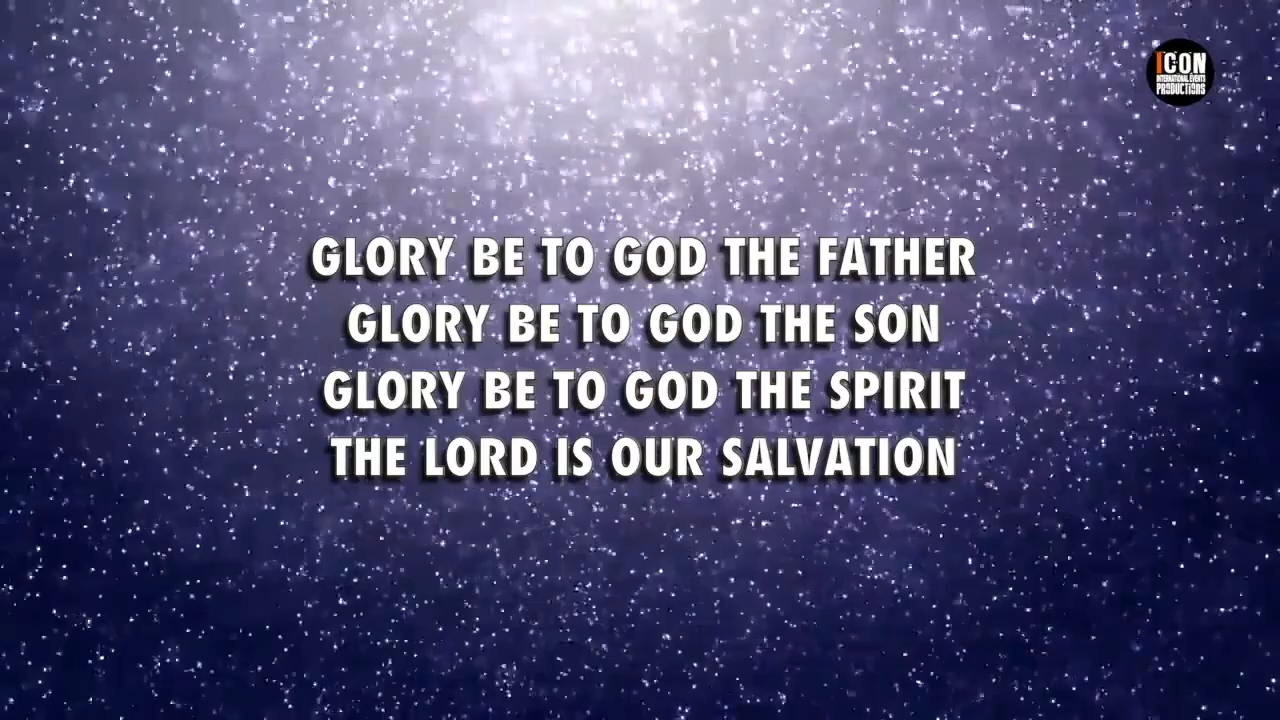 ICON
INTERNATIONAL EVENTS
PRODUCTIONS
GLORY BE TO GOD THE FATHER
GLORY BE TO GOD THE SON
GLORY BE TO GOD THE SPIRIT
THE LORD IS OUR SALVATION